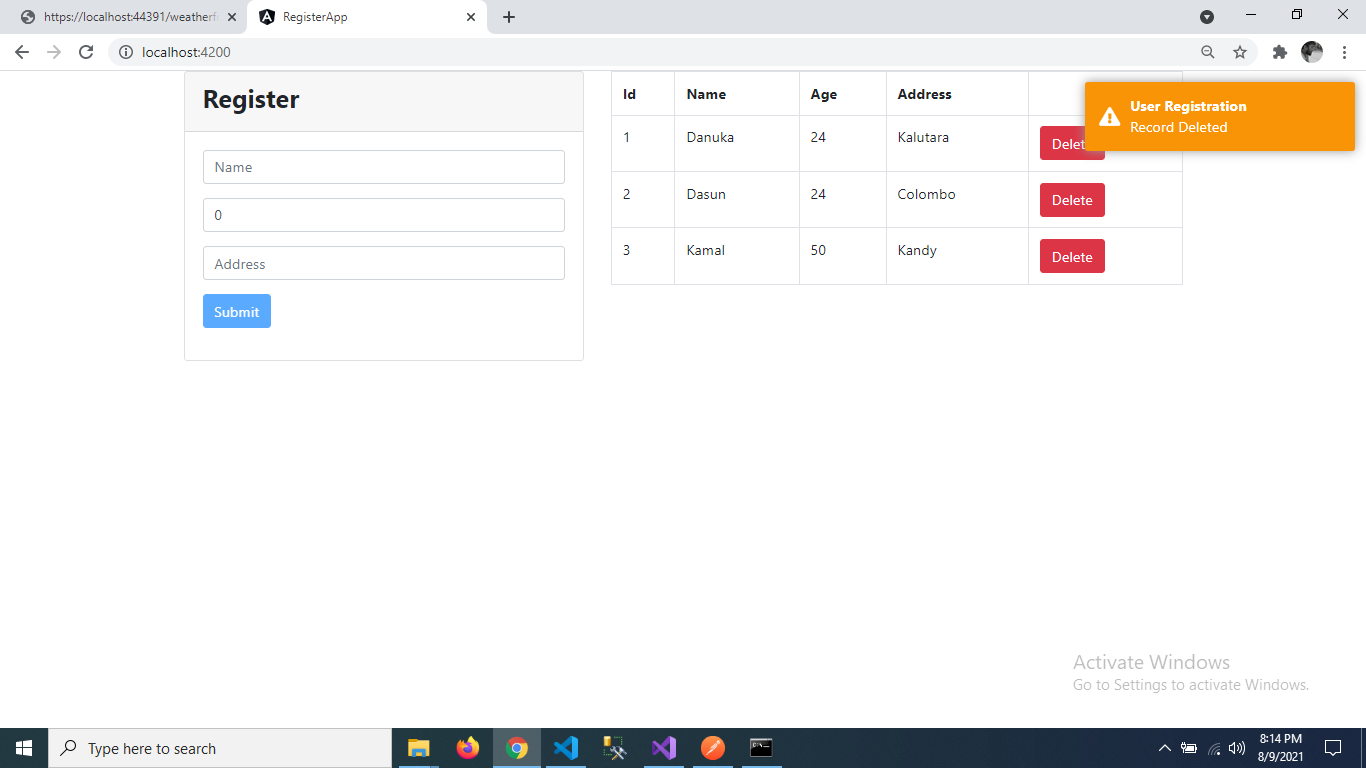 https://localhost:44391/weatherf
RegisterApp
localhost:4200
Register
Name
0
Address
Submit
Id Name Age Address
1 Danuka 24 Kalutara Delet
2 Dasun 24 Colombo Delete
3 Kamal 50 Kandy Delete
User Registration
Record Deleted
Activate Windows
Go to Settings to activate Windows.
Type here to search
8:14 PM
8/9/2021